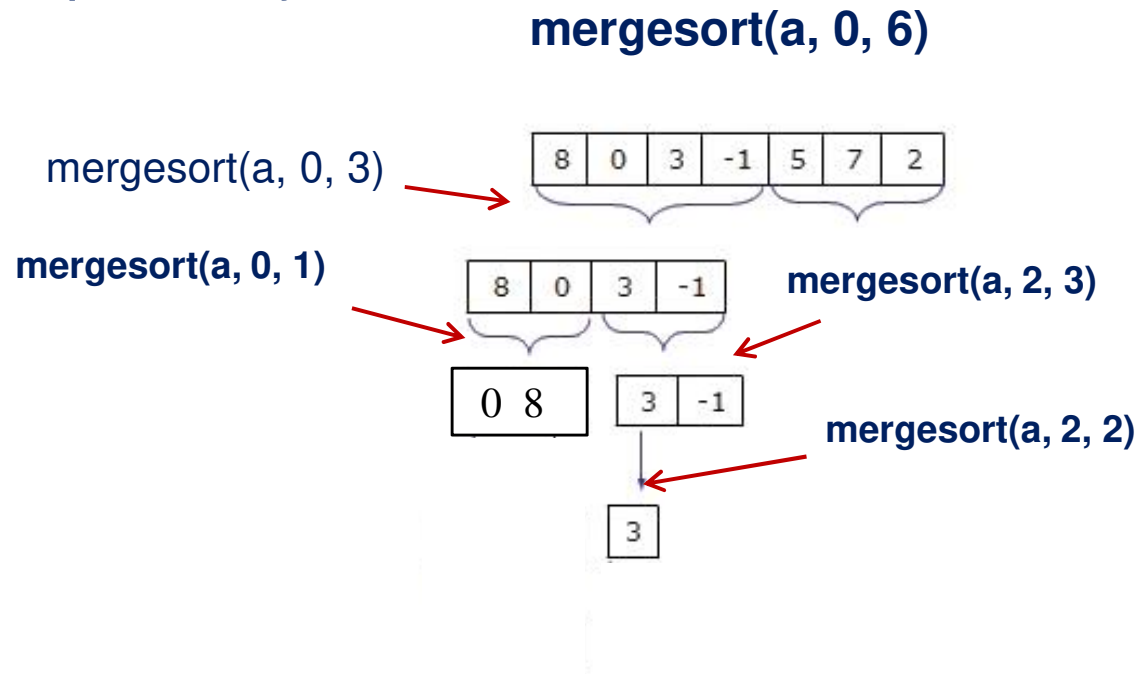 mergesort(a, 0, 6)
mergesort(a, 0, 3)
8 0 3 -1 5 7 2
mergesort(a, 0, 1)
8 0 3 -1
mergesort(a, 2, 3)
0 8
3 -1
mergesort(a, 2, 2)
3